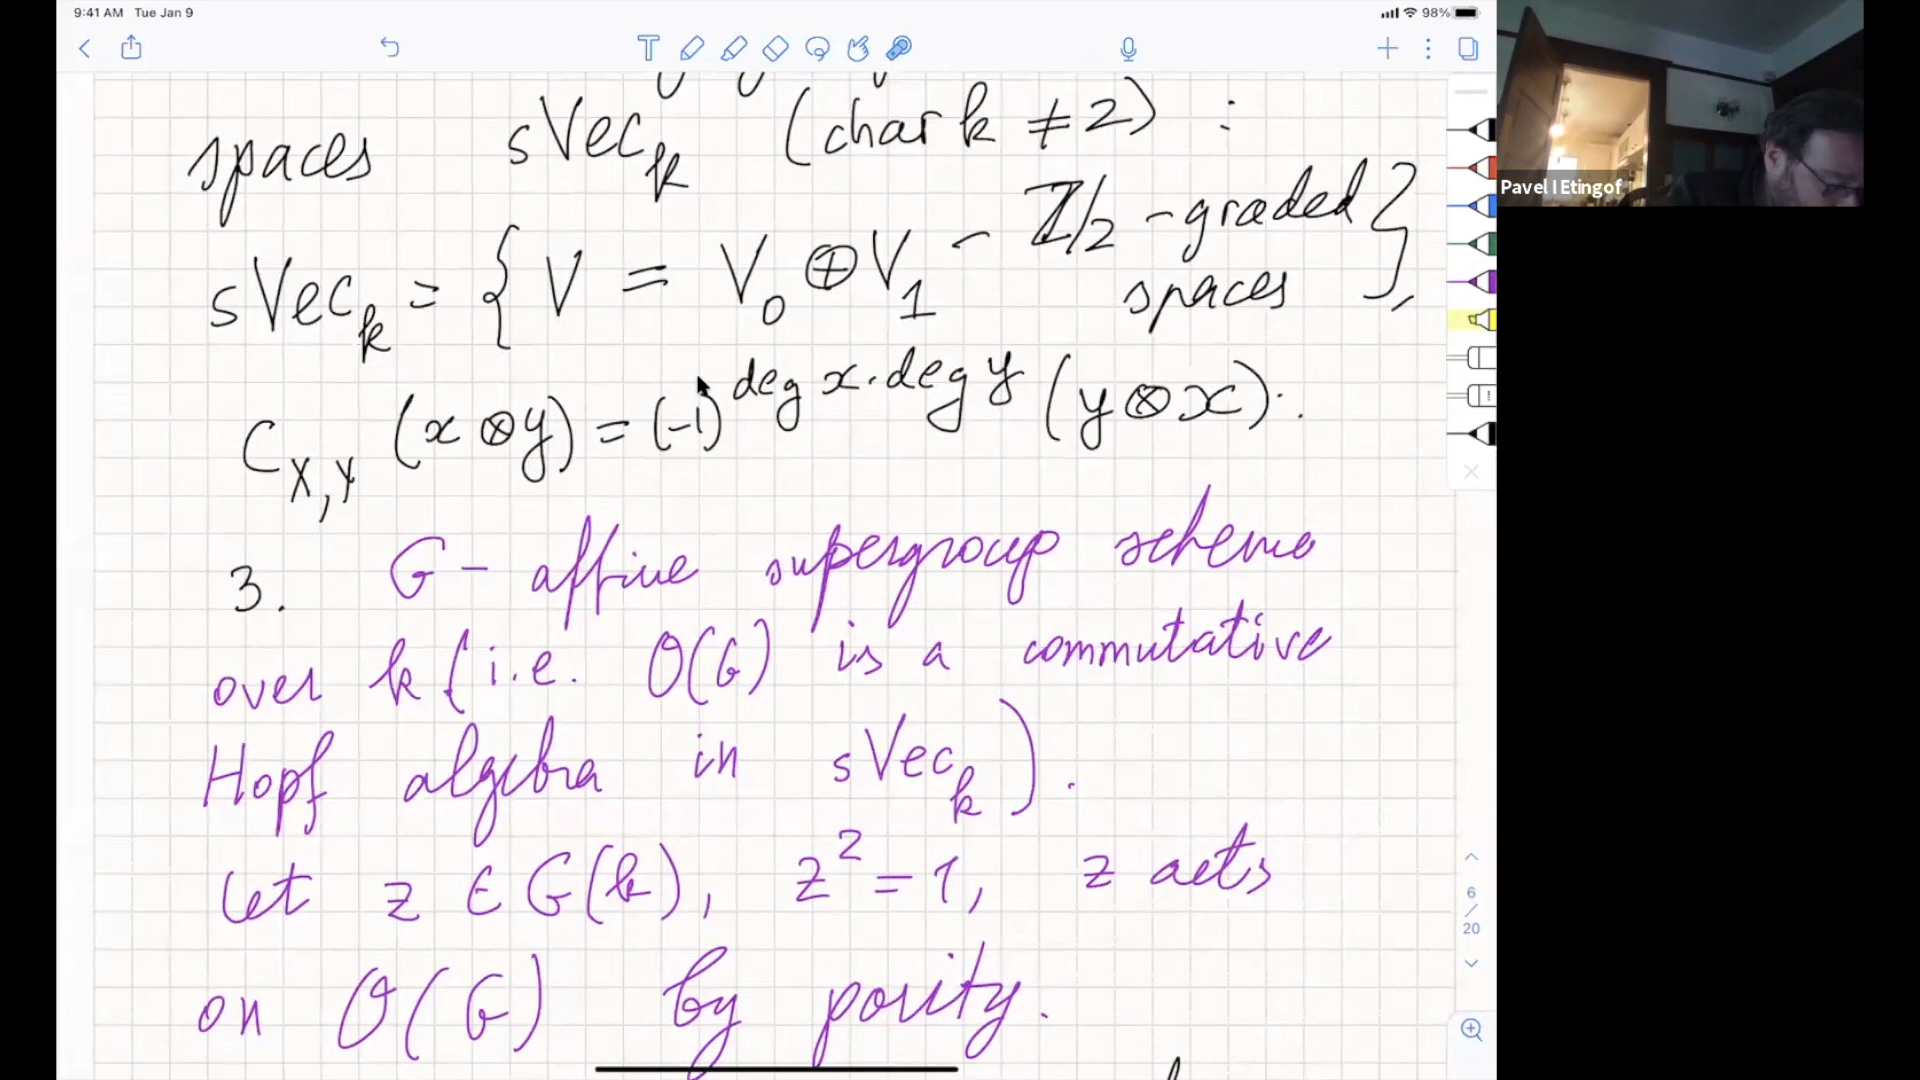 9:41 AM Tue Jan 9
98%
spaces sVec_k (char k ≠ 2) :
sVec_k = { V = V_0 ⊕ V_1 – ℤ/2 -graded spaces },
C_{X,Y} (x ⊗ y) = (-1)^{deg x · deg y} (y ⊗ x).
3. G – affine supergroup scheme
over k (i.e. O(G) is a commutative
Hopf algebra in sVec_k).
Let z ∈ G(k), z^2 = 1, z acts
on O(G) by parity.
6
/
20
Pavel I Etingof